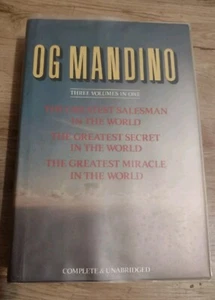 OG MANDINO
THREE VOLUMES IN ONE
THE GREATEST SALESMAN
IN THE WORLD
THE GREATEST SECRET
IN THE WORLD
THE GREATEST MIRACLE
IN THE WORLD
COMPLETE & UNABRIDGED